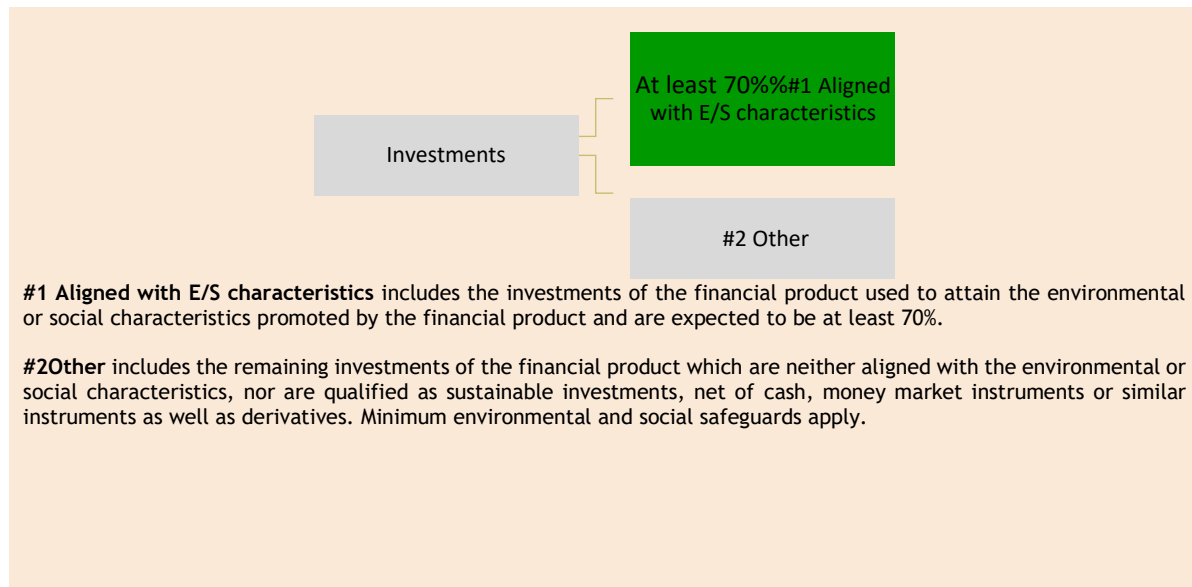 At least 70%%#1 Aligned
with E/S characteristics
Investments
#2 Other
#1 Aligned with E/S characteristics includes the investments of the financial product used to attain the environmental
or social characteristics promoted by the financial product and are expected to be at least 70%.
#2Other includes the remaining investments of the financial product which are neither aligned with the environmental or
social characteristics, nor are qualified as sustainable investments, net of cash, money market instruments or similar
instruments as well as derivatives. Minimum environmental and social safeguards apply.